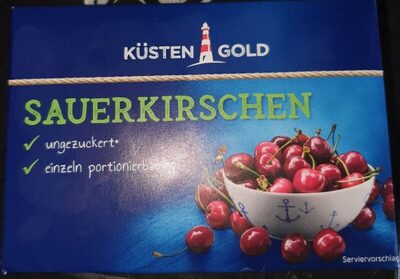 KÜSTEN GOLD
SAUERKIRSCHEN
✓ ungezuckert*
✓ einzeln portionierbar
Serviervorschlag